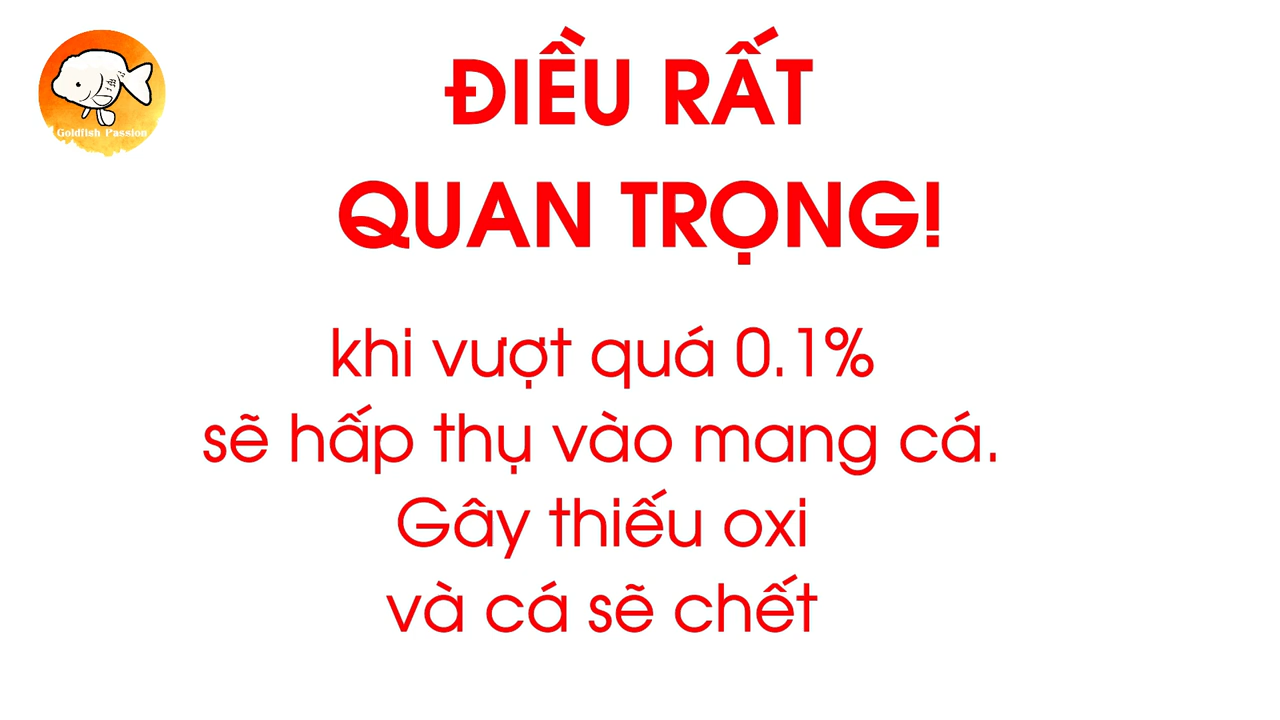 Goldfish Passion
ĐIỀU RẤT
QUAN TRỌNG!
khi vượt quá 0.1%
sẽ hấp thụ vào mang cá.
Gây thiếu oxi
và cá sẽ chết